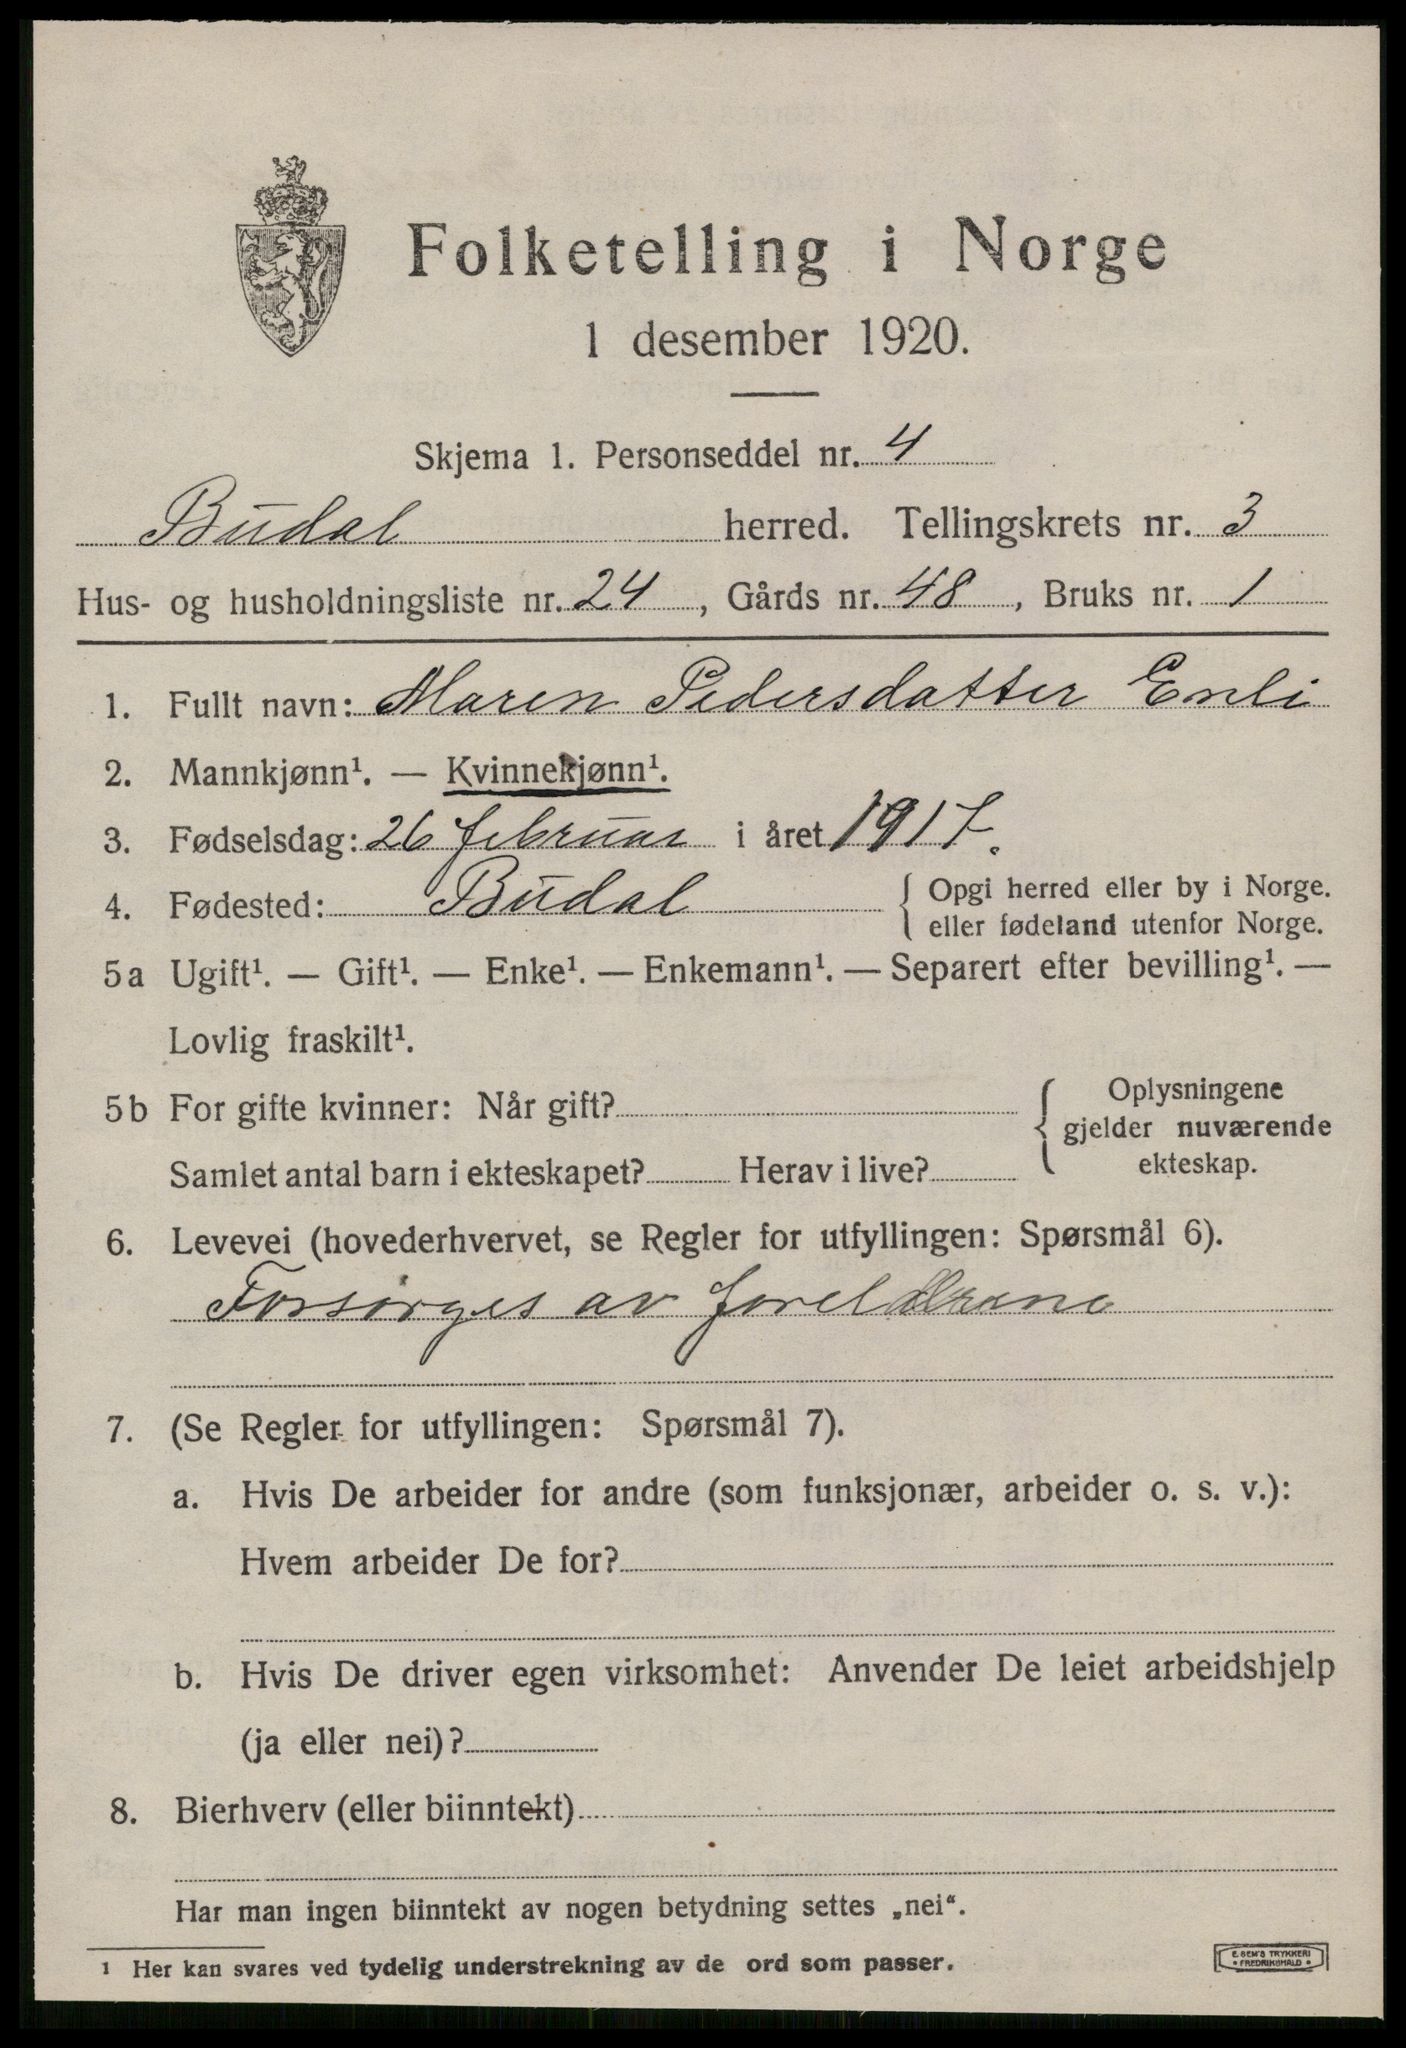 Folketelling i Norge
1 desember 1920.
Skjema 1. Personseddel nr. 4
Budal herred. Tellingskrets nr. 3
Hus- og husholdningsliste nr. 24, Gårds nr. 48, Bruks nr. 1
1. Fullt navn: Maren Pedersdatter Enli
2. Mannkjønn¹. — Kvinnekjønn¹.
3. Fødselsdag: 26 februar i året 1917.
4. Fødested: Budal { Opgi herred eller by i Norge.
eller fødeland utenfor Norge.
5a Ugift¹. — Gift¹. — Enke¹. — Enkemann¹. — Separert efter bevilling¹. —
Lovlig fraskilt¹.
5b For gifte kvinner: Når gift? { Oplysningene
gjelder nuværende
Samlet antal barn i ekteskapet? Herav i live? ekteskap.
6. Levevei (hovederhvervet, se Regler for utfyllingen: Spørsmål 6).
Forsørges av foreldrene
7. (Se Regler for utfyllingen: Spørsmål 7).
a. Hvis De arbeider for andre (som funksjonær, arbeider o. s. v.):
Hvem arbeider De for?
b. Hvis De driver egen virksomhet: Anvender De leiet arbeidshjelp
(ja eller nei)?
8. Bierhverv (eller biinntekt)
Har man ingen biinntekt av nogen betydning settes „nei“.
¹ Her kan svares ved tydelig understrekning av de ord som passer.
E. SEM'S TRYKKERI
• FREDRIKSHALD •